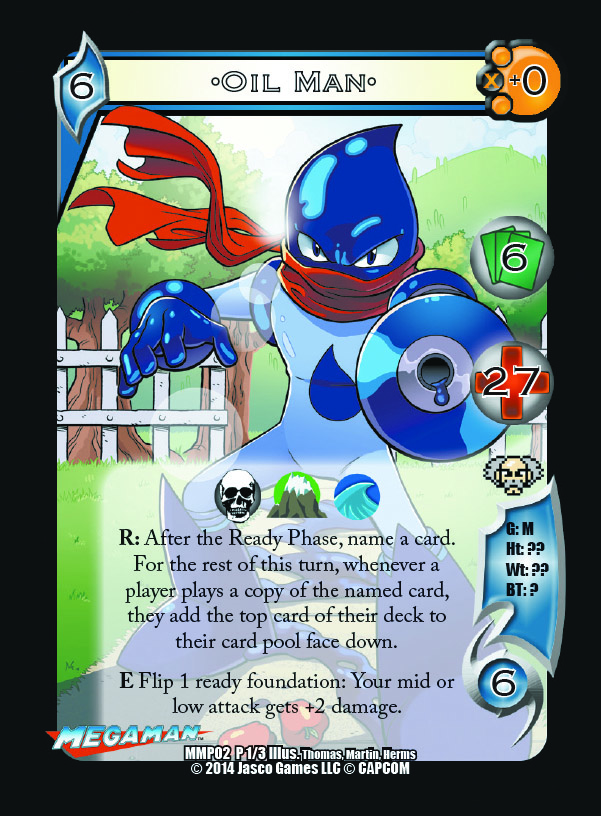 6
•OIL MAN•
X +0
6
27
G: M
Ht: ??
Wt: ??
BT: ?
R: After the Ready Phase, name a card.
For the rest of this turn, whenever a
player plays a copy of the named card,
they add the top card of their deck to
their card pool face down.
E Flip 1 ready foundation: Your mid or
low attack gets +2 damage.
6
MEGAMAN™
MMP02 P 1/3 Illus. Thomas, Martin, Herms
© 2014 Jasco Games LLC © CAPCOM